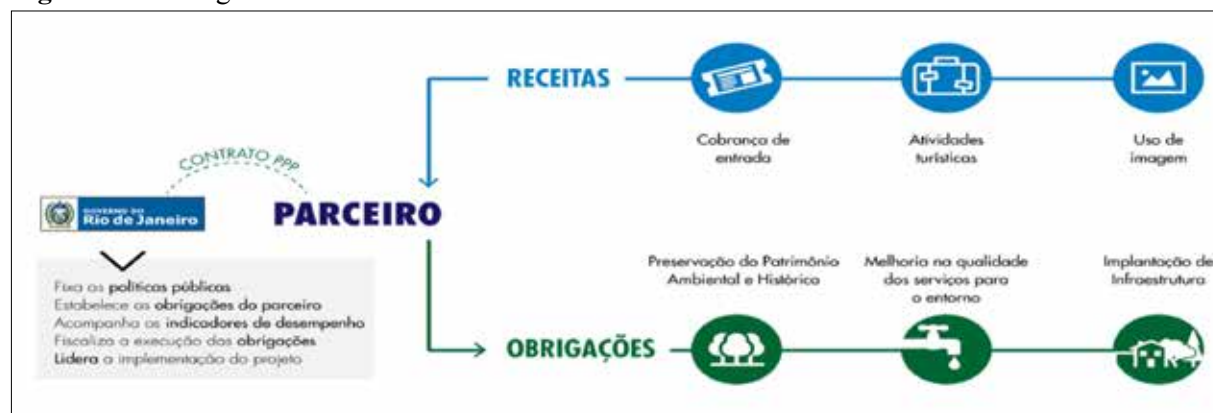 RECEITAS
Cobrança de
entrada
Atividades
turísticas
Uso de
imagem
CONTRATO PPP
GOVERNO DO
Rio de Janeiro
PARCEIRO
Fixa as políticas públicas
Estabelece as obrigações do parceiro
Acompanha os indicadores de desempenho
Fiscaliza a execução das obrigações
Lidera a implementação do projeto
Preservação do Patrimônio
Ambiental e Histórico
Melhoria na qualidade
dos serviços para
o entorno
Implantação de
Infraestrutura
OBRIGAÇÕES